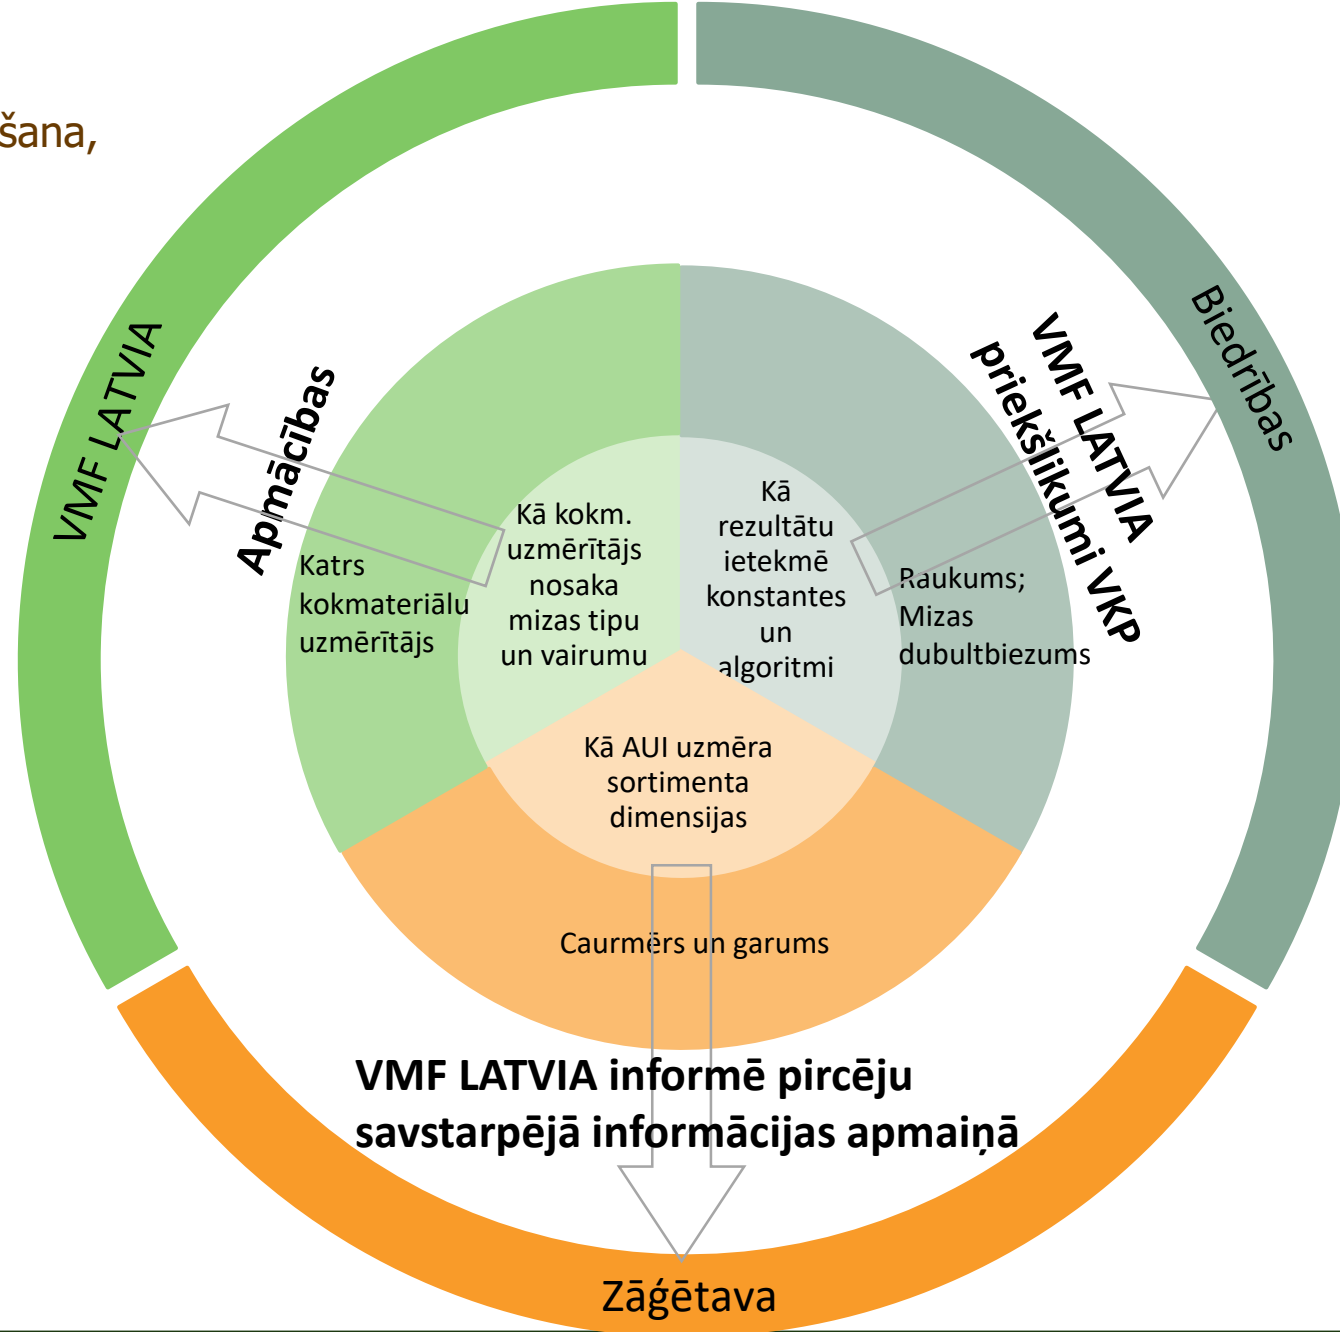 šana,
VMF LATVIA
Apmācības
Katrs
kokmateriālu
uzmērītājs
Kā kokm.
uzmērītājs
nosaka
mizas tipu
un vairumu
Kā
rezultātu
ietekmē
konstantes
un
algoritmi
Raukums;
Mizas
dubultbiezums
VMF LATVIA
priekšlikumi VKP
Biedrības
Kā AUI uzmēra
sortimenta
dimensijas
Caurmērs un garums
VMF LATVIA informē pircēju
savstarpējā informācijas apmaiņā
Zāģētava